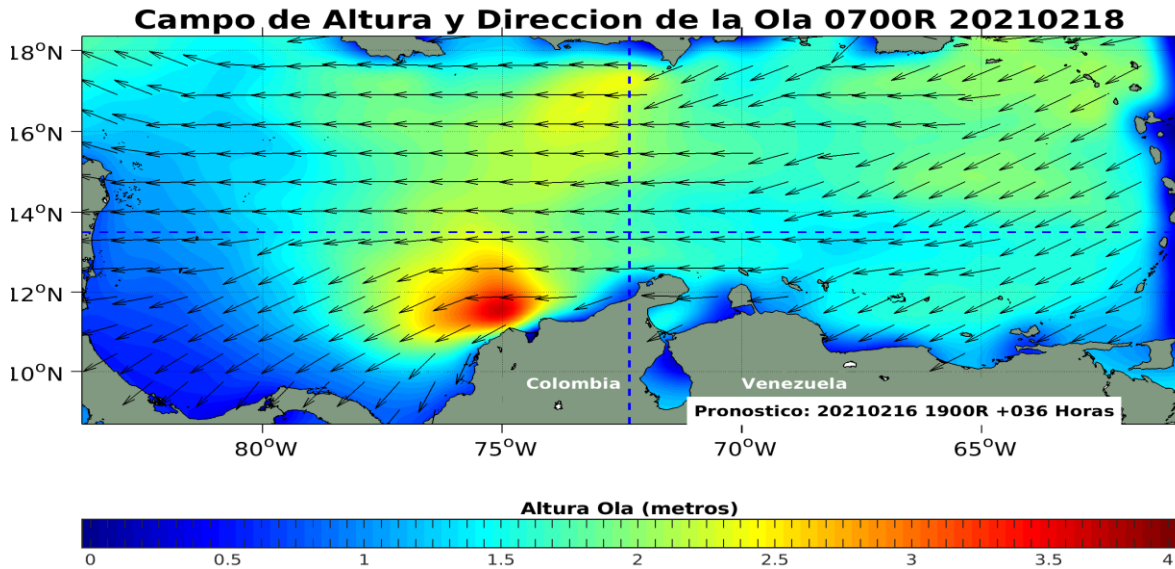 Campo de Altura y Direccion de la Ola 0700R 20210218
18°N
16°N
14°N
12°N
10°N
Colombia
Venezuela
Pronostico: 20210216 1900R +036 Horas
80°W 75°W 70°W 65°W
Altura Ola (metros)
0 0.5 1 1.5 2 2.5 3 3.5 4